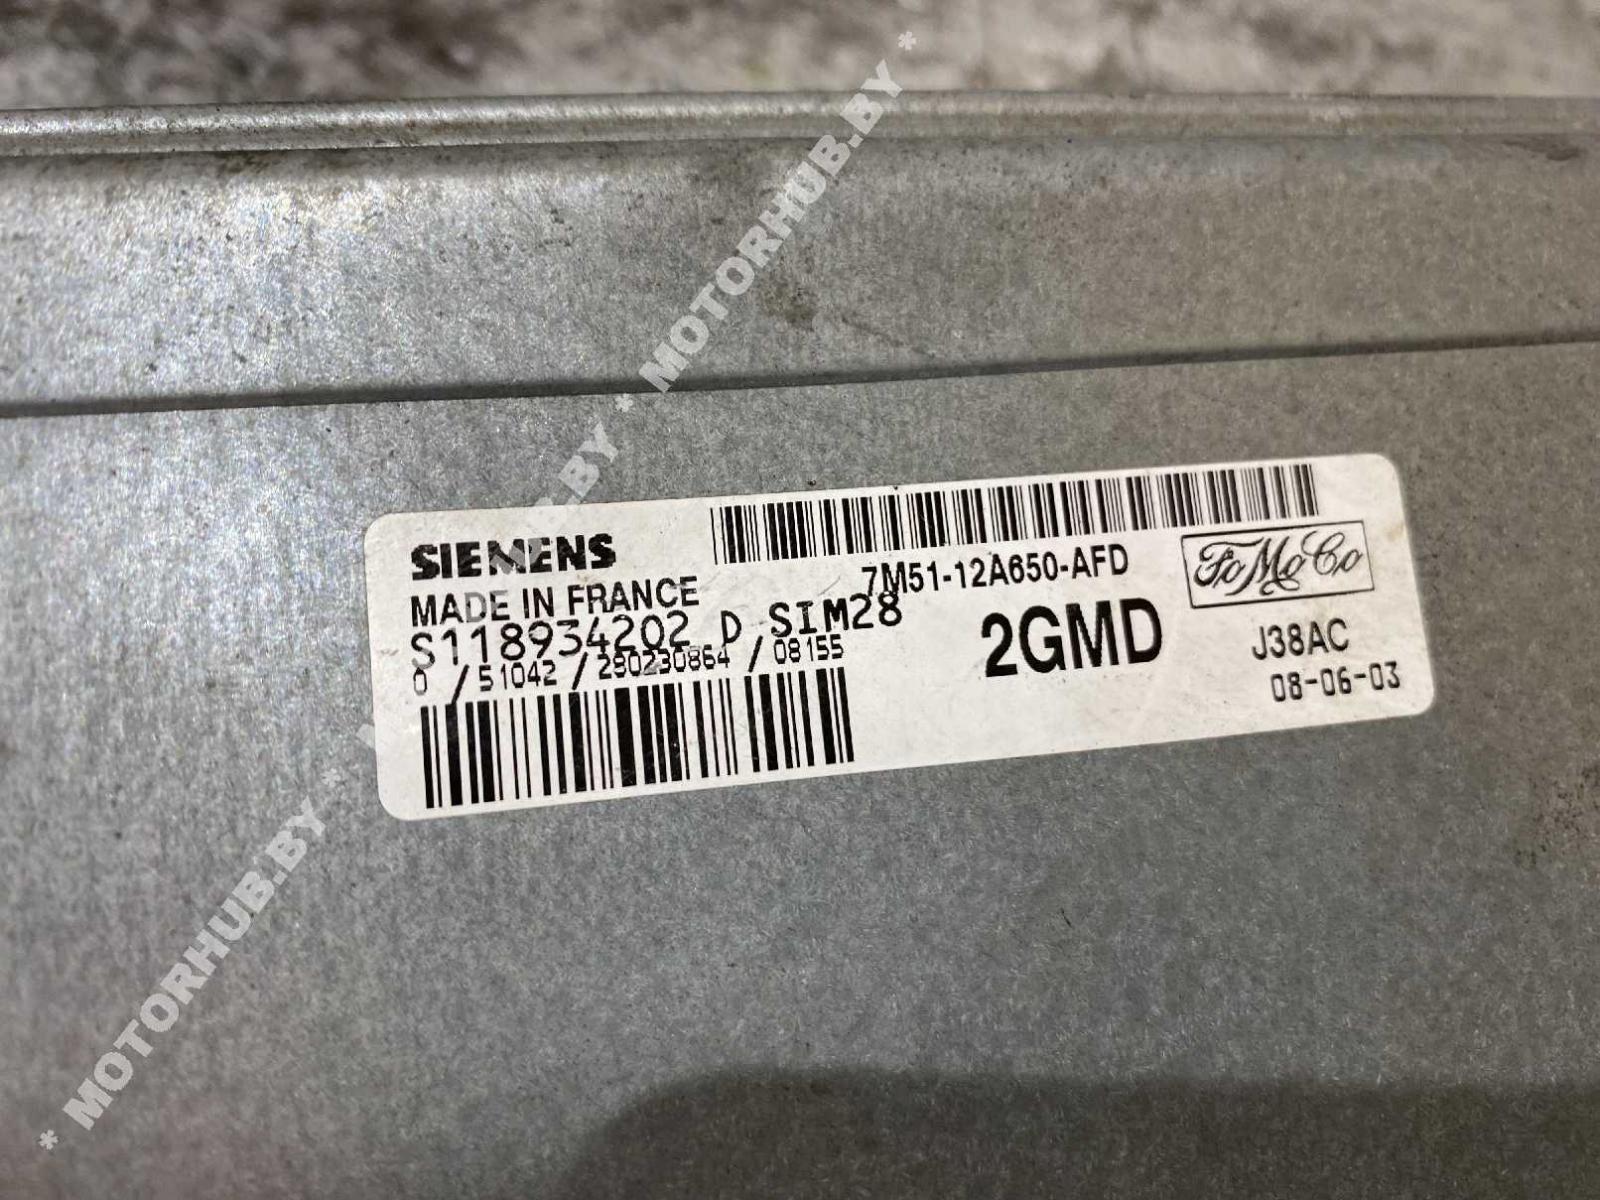 SIEMENS
MADE IN FRANCE
7M51-12A650-AFD
FoMoCo
S118934202 D SIM28
0 / 51042 / 280230864 / 08155
2GMD
J38AC
08-06-03
* MOTORHUB.BY * MOTORHUB.BY * MOTORHUB.BY *